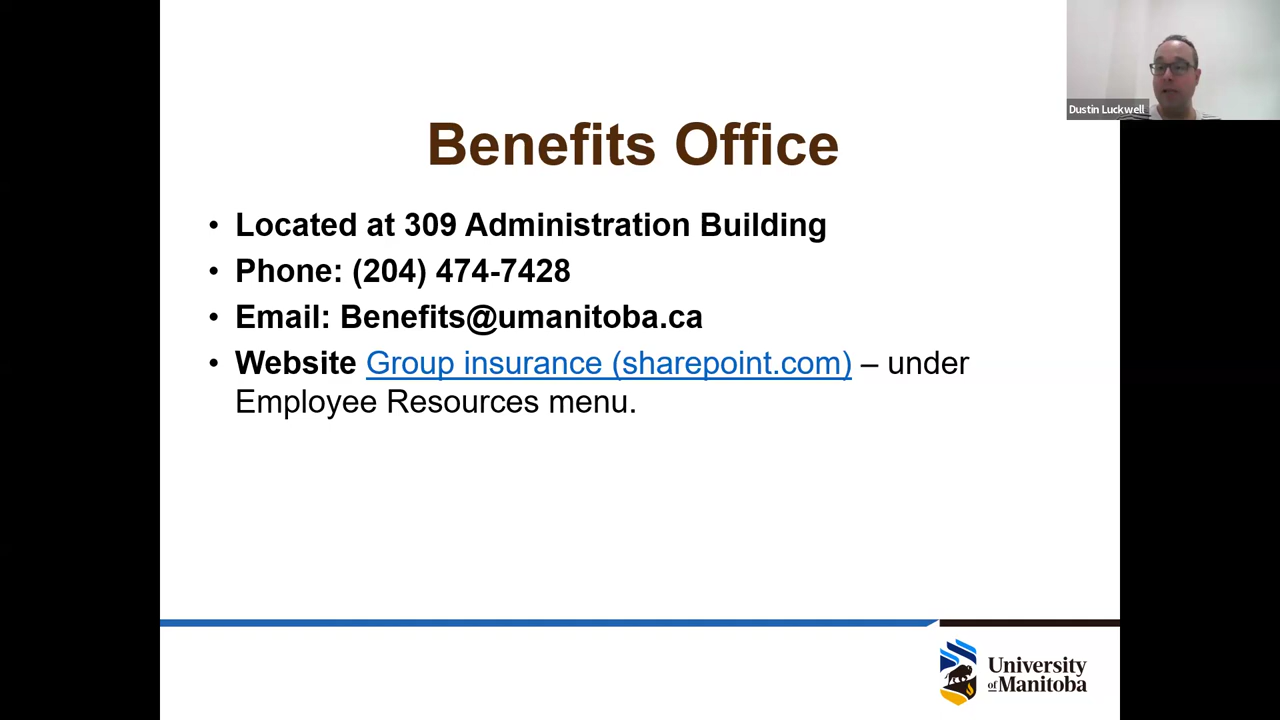 Dustin Luckwell
Benefits Office
• Located at 309 Administration Building
• Phone: (204) 474-7428
• Email: Benefits@umanitoba.ca
• Website Group insurance (sharepoint.com) – under
Employee Resources menu.
University
of Manitoba